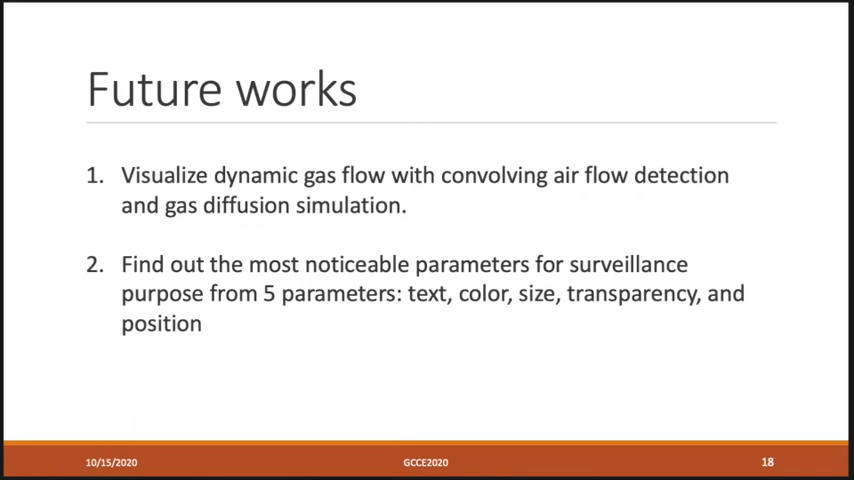 Future works
1. Visualize dynamic gas flow with convolving air flow detection
and gas diffusion simulation.
2. Find out the most noticeable parameters for surveillance
purpose from 5 parameters: text, color, size, transparency, and
position
10/15/2020 GCCE2020 18